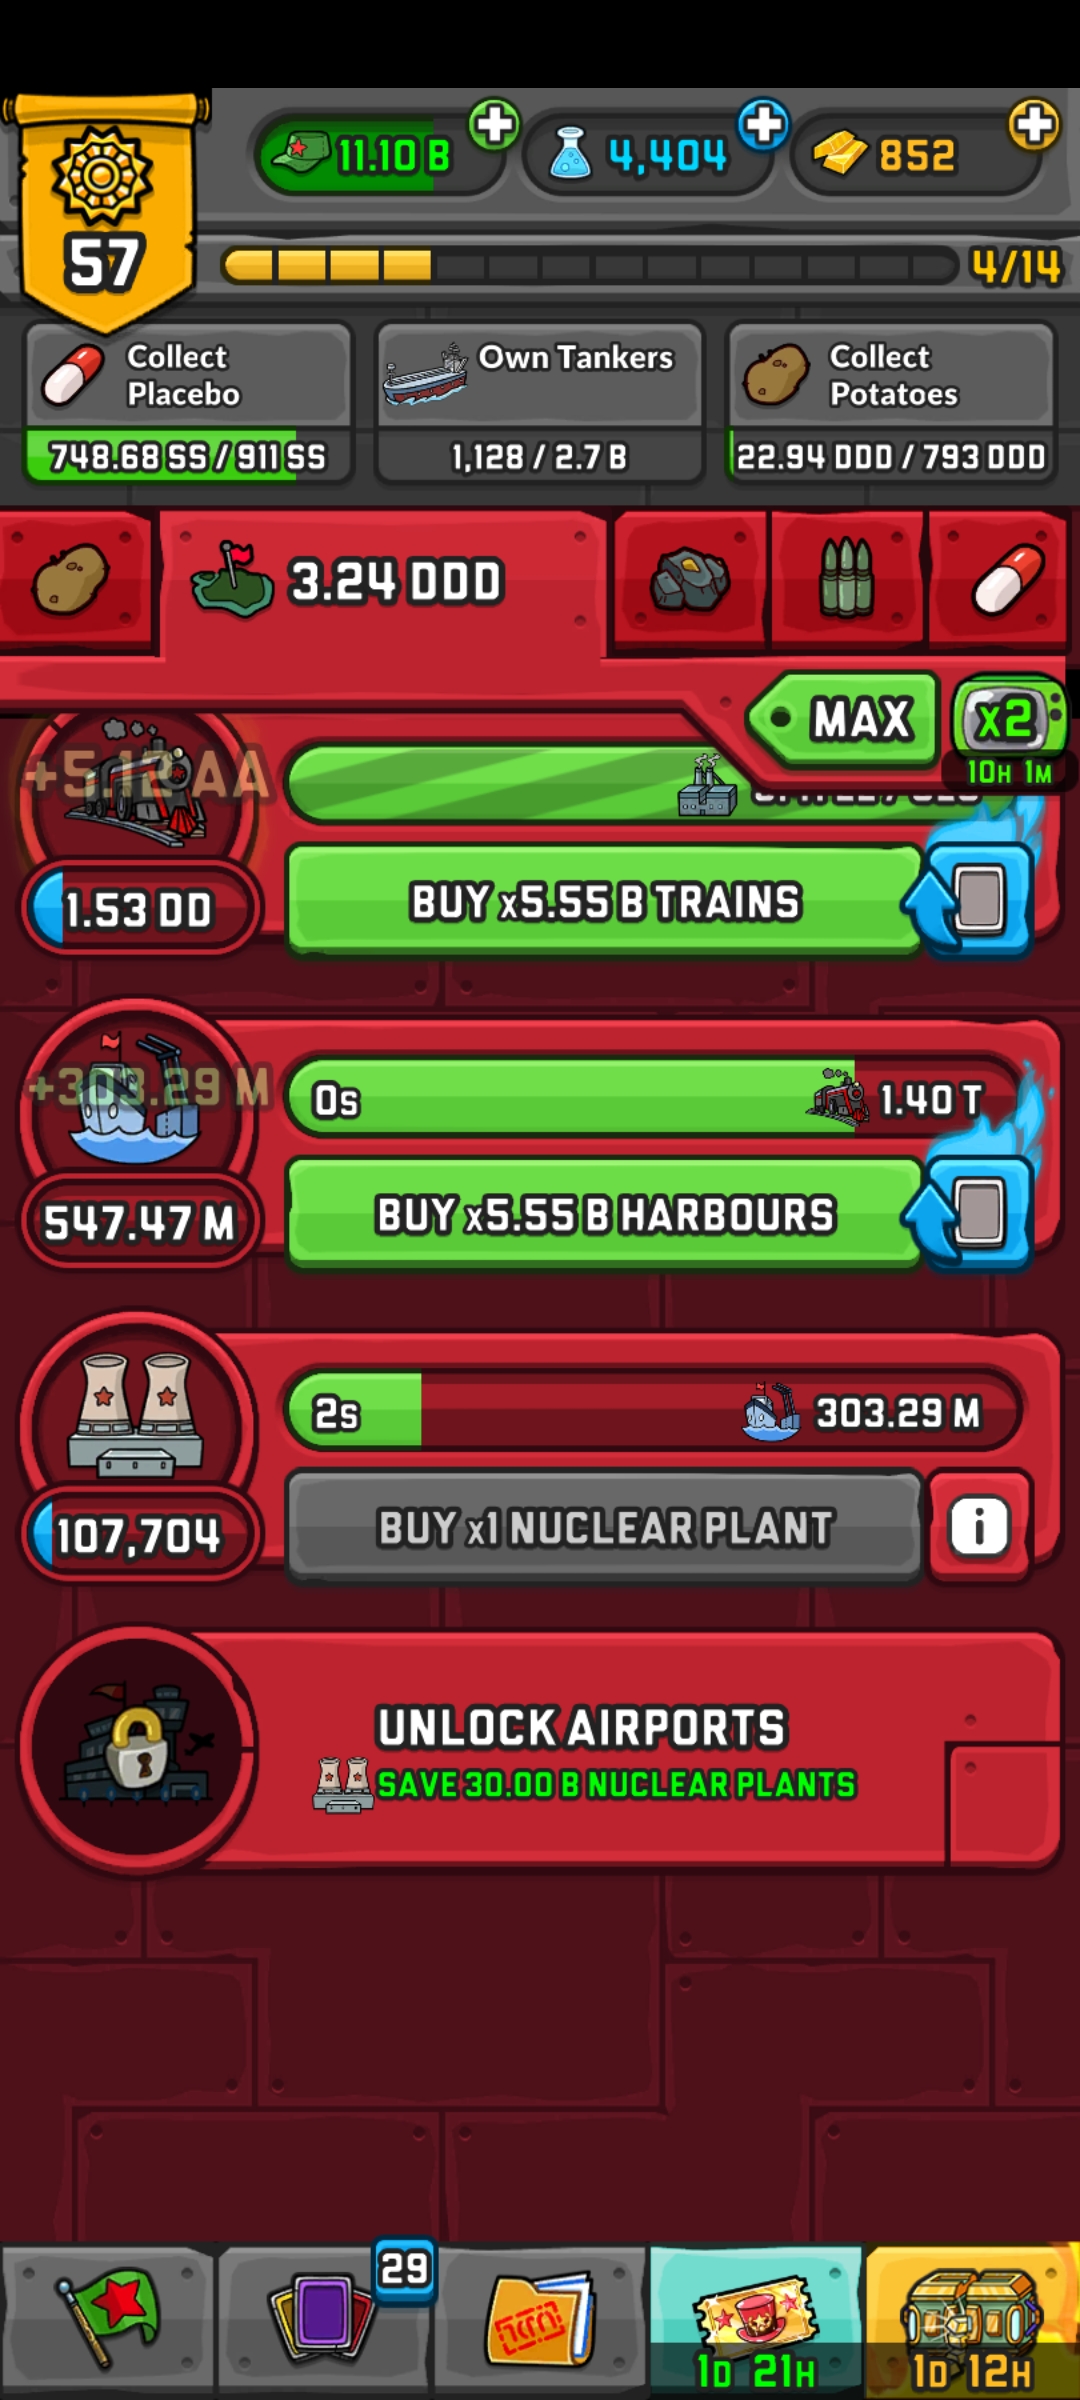 57
11.10 B
4,404
852
4/14
Collect
Placebo
748.68 SS / 911 SS
Own Tankers
1,128 / 2.7 B
Collect
Potatoes
22.94 DDD / 793 DDD
3.24 DDD
MAX
x2
10H 1M
+5.12 AA
1.53 DD
BUY x5.55 B TRAINS
+303.29 M
0s
1.40 T
547.47 M
BUY x5.55 B HARBOURS
2s
303.29 M
107,704
BUY x1 NUCLEAR PLANT
i
UNLOCK AIRPORTS
SAVE 30.00 B NUCLEAR PLANTS
29
1D 21H
1D 12H